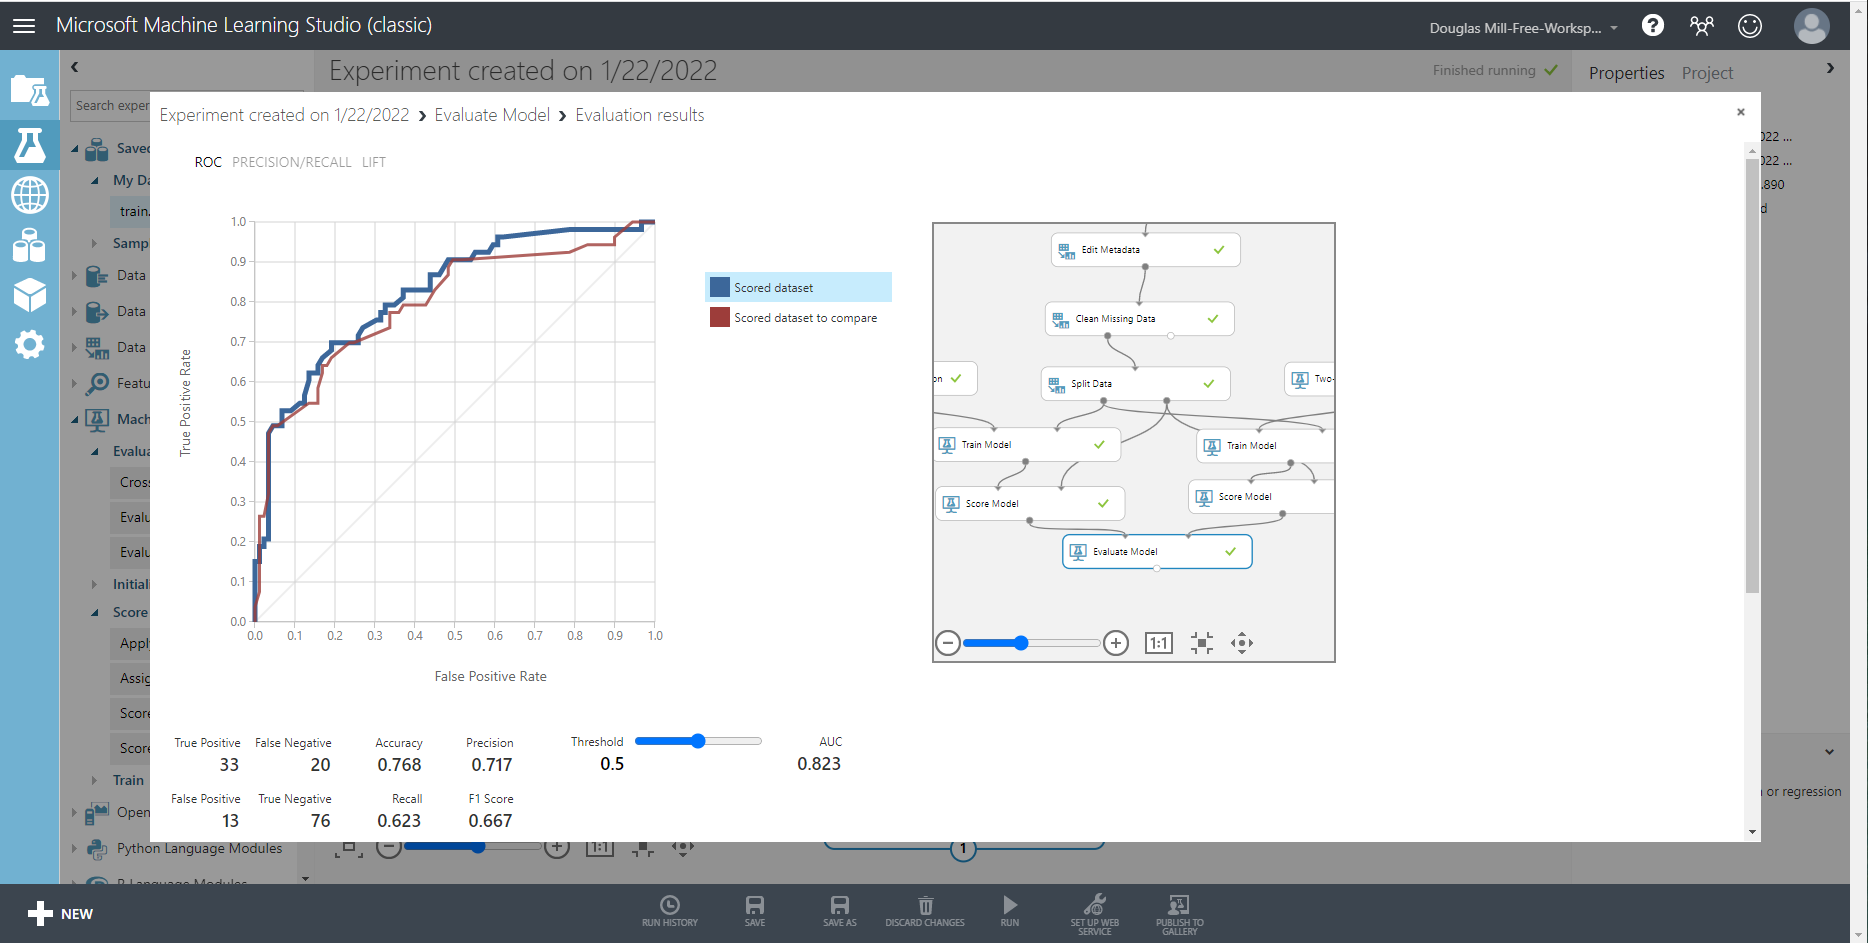 Microsoft Machine Learning Studio (classic)
Douglas Mill-Free-Worksp...
Experiment created on 1/22/2022
Finished running
Properties Project
Search exper
Experiment created on 1/22/2022 > Evaluate Model > Evaluation results
Saved
My Da
train.
Samp
Data
Data
Data
Featu
Mach
Evalua
Cross
Evalu
Evalu
Initial
Score
Apply
Assig
Score
Score
Train
Open
Python Language Modules
R Language Modules
ROC PRECISION/RECALL LIFT
True Positive Rate
1.0
0.9
0.8
0.7
0.6
0.5
0.4
0.3
0.2
0.1
0.0
0.0 0.1 0.2 0.3 0.4 0.5 0.6 0.7 0.8 0.9 1.0
False Positive Rate
Scored dataset
Scored dataset to compare
Edit Metadata
Clean Missing Data
on
Split Data
Two-
Train Model
Train Model
Score Model
Score Model
Evaluate Model
1:1
022 ...
022 ...
.890
d
True Positive False Negative Accuracy Precision Threshold AUC
33 20 0.768 0.717 0.5 0.823
False Positive True Negative Recall F1 Score
13 76 0.623 0.667
or regression
1:1
1
NEW
RUN HISTORY
SAVE
SAVE AS
DISCARD CHANGES
RUN
SET UP WEB
SERVICE
PUBLISH TO
GALLERY